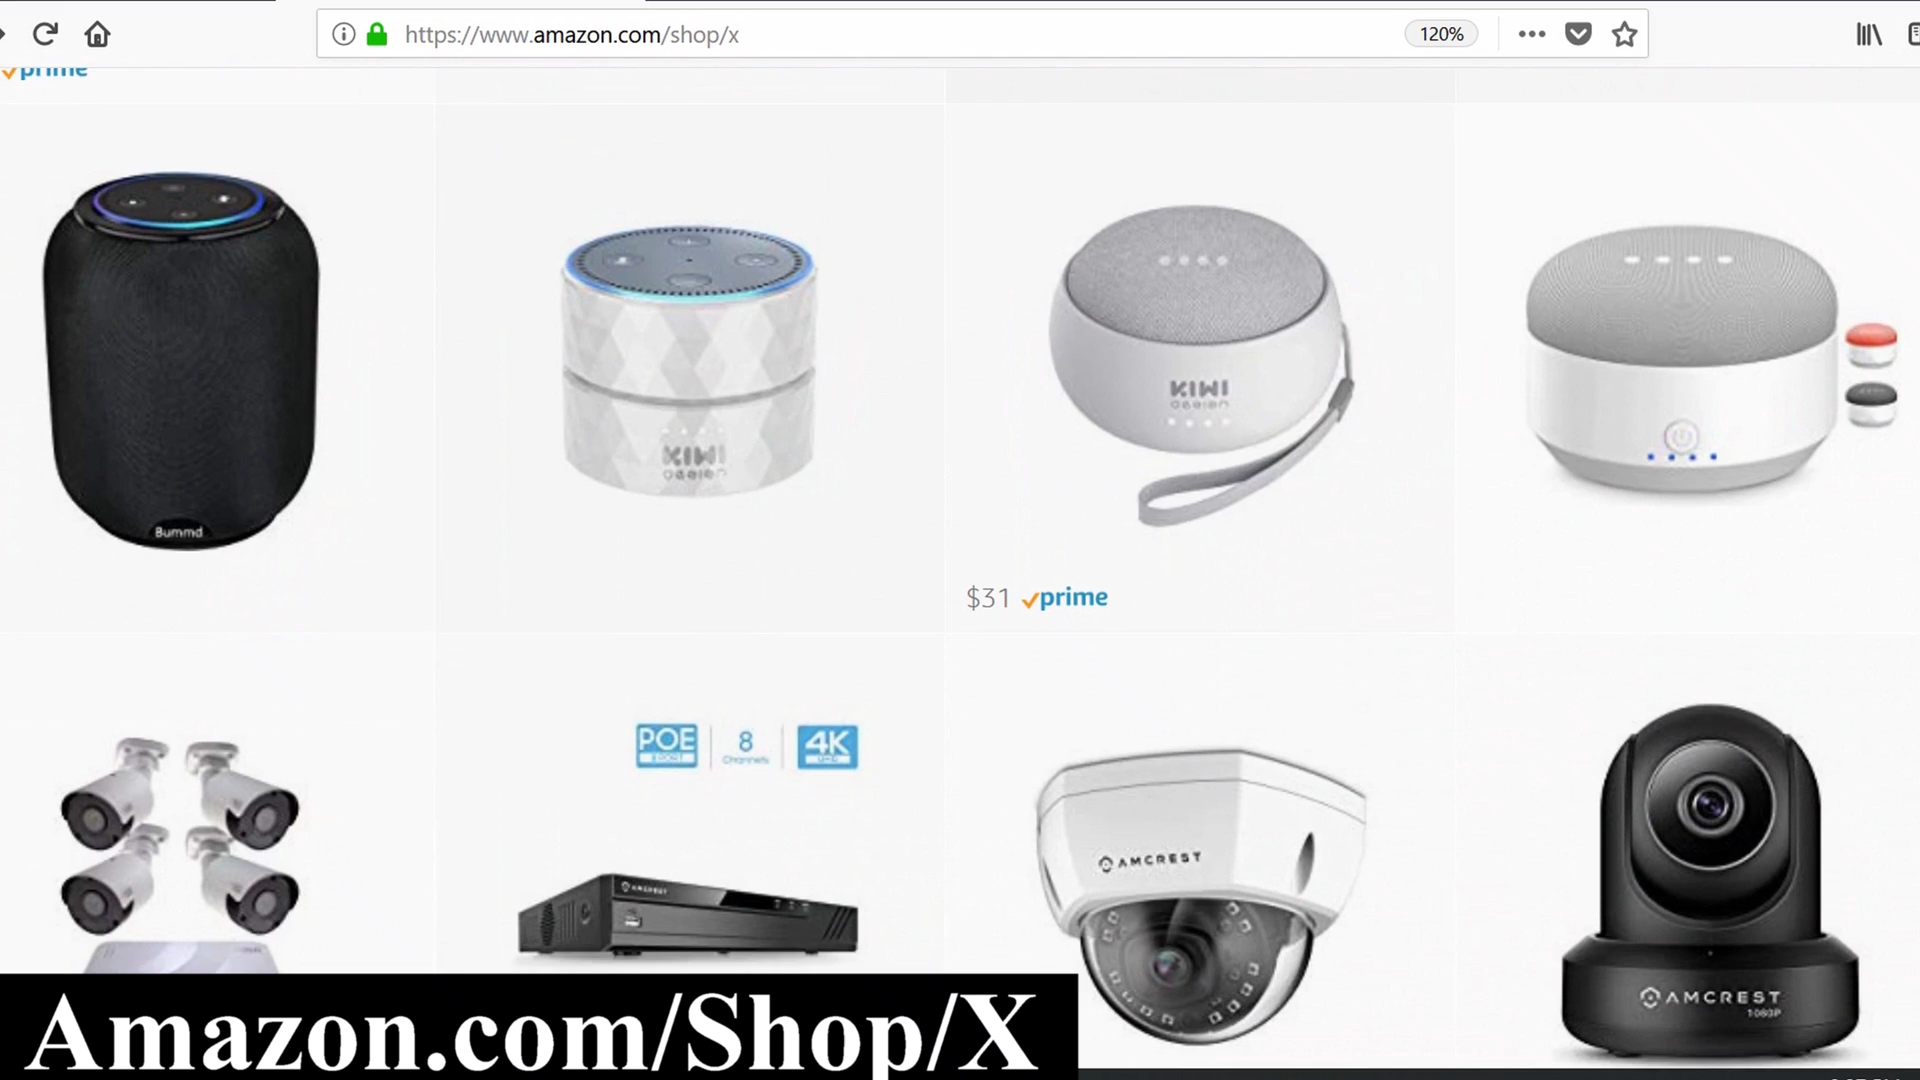 https://www.amazon.com/shop/x
120%
prime
Bummd
KIWI
design
KIWI
design
$31 prime
POE
8 Channels
4K
UHD
AMCREST
AMCREST
AMCREST
1080P
Amazon.com/Shop/X